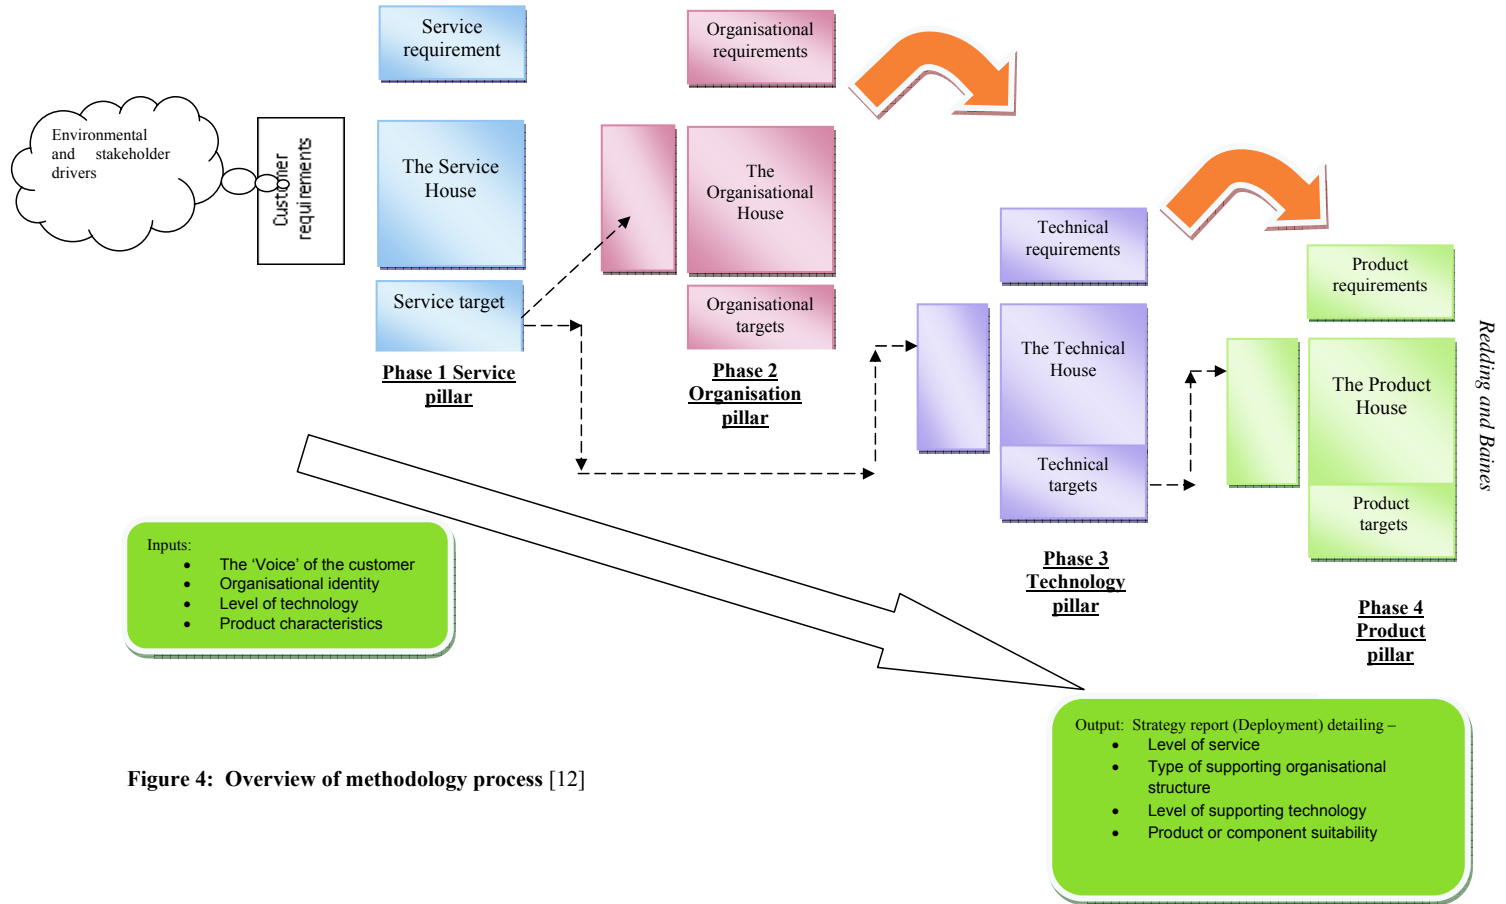 Environmental
and stakeholder
drivers
Customer
requirements
Service
requirement
The Service
House
Service target
Phase 1 Service
pillar
Organisational
requirements
The
Organisational
House
Organisational
targets
Phase 2
Organisation
pillar
Technical
requirements
The Technical
House
Technical
targets
Phase 3
Technology
pillar
Product
requirements
The Product
House
Product
targets
Phase 4
Product
pillar
Redding and Baines
Inputs:
• The ‘Voice’ of the customer
• Organisational identity
• Level of technology
• Product characteristics
Output: Strategy report (Deployment) detailing –
• Level of service
• Type of supporting organisational
structure
• Level of supporting technology
• Product or component suitability
Figure 4: Overview of methodology process [12]